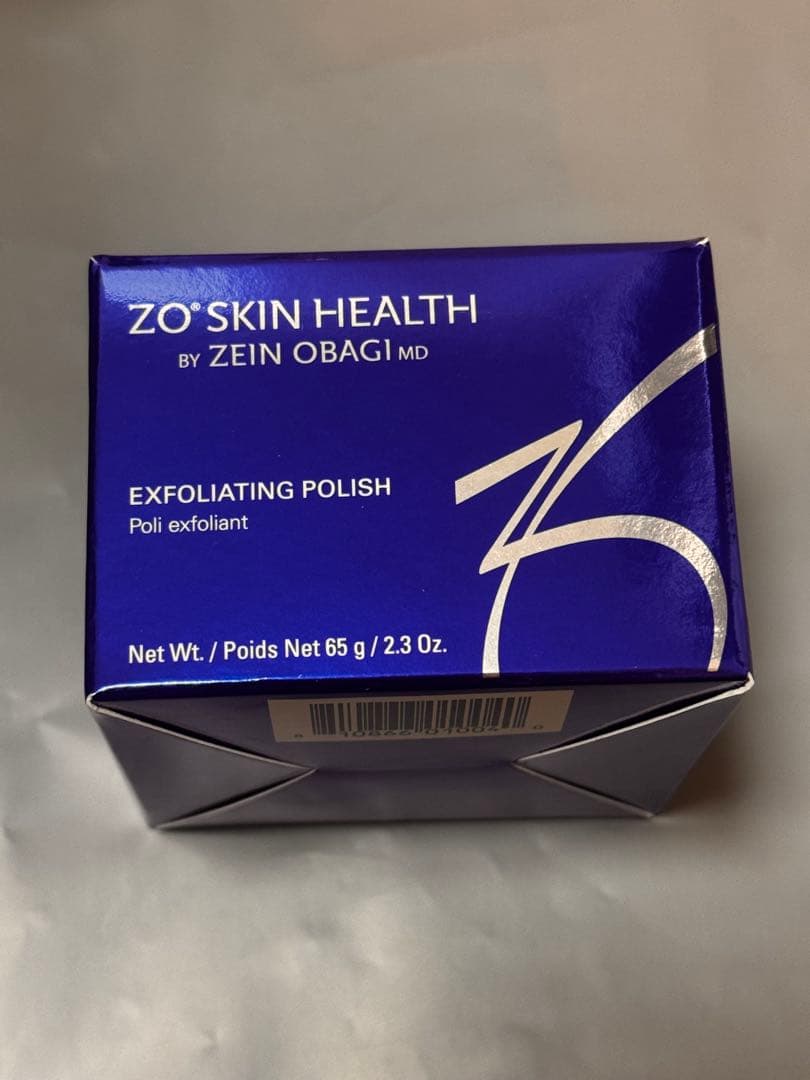 ZO® SKIN HEALTH
BY ZEIN OBAGI MD
EXFOLIATING POLISH
Poli exfoliant
Net Wt. / Poids Net 65 g / 2.3 Oz.